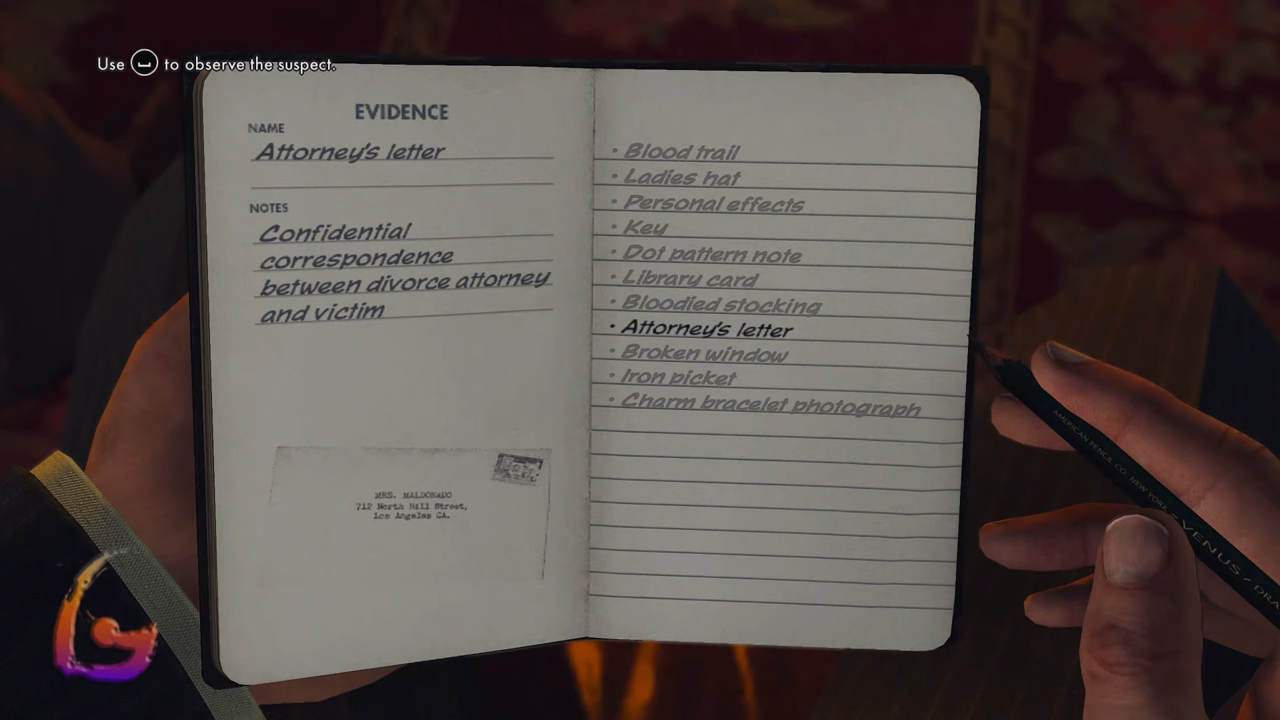 Use to observe the suspect.
EVIDENCE
NAME
Attorney's letter
NOTES
Confidential
correspondence
between divorce attorney
and victim
MRS. MALDONADO
712 North Hill Street,
Los Angeles CA.
• Blood trail
• Ladies hat
• Personal effects
• Key
• Dot pattern note
• Library card
• Bloodied stocking
• Attorney's letter
• Broken window
• Iron picket
• Charm bracelet photograph
AMERICAN PENCIL CO. NEW YORK
VENUS / DRA